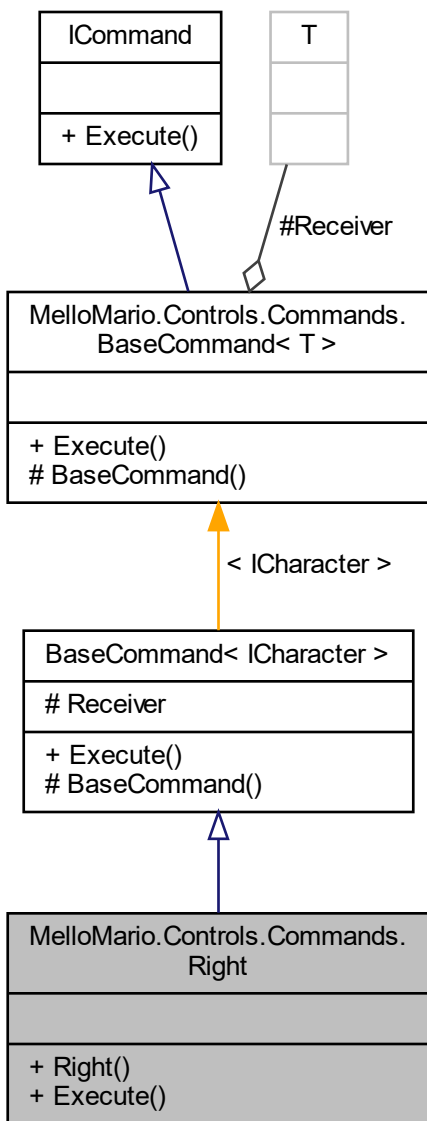 ICommand
+ Execute()
T
#Receiver
MelloMario.Controls.Commands.
BaseCommand< T >
+ Execute()
# BaseCommand()
< ICharacter >
BaseCommand< ICharacter >
# Receiver
+ Execute()
# BaseCommand()
MelloMario.Controls.Commands.
Right
+ Right()
+ Execute()